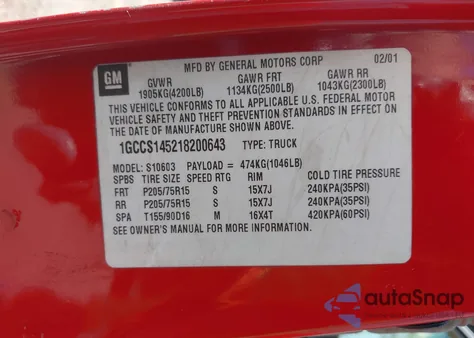 MFD BY GENERAL MOTORS CORP 02/01
GM GVWR GAWR FRT GAWR RR
1905KG(4200LB) 1134KG(2500LB) 1043KG(2300LB)
THIS VEHICLE CONFORMS TO ALL APPLICABLE U.S. FEDERAL MOTOR
VEHICLE SAFETY AND THEFT PREVENTION STANDARDS IN EFFECT ON
THE DATE OF MANUFACTURE SHOWN ABOVE.
1GCCS145218200643 TYPE: TRUCK
MODEL: S10603 PAYLOAD = 474KG(1046LB)
SPBS TIRE SIZE SPEED RTG RIM COLD TIRE PRESSURE
FRT P205/75R15 S 15X7J 240KPA(35PSI)
RR P205/75R15 S 15X7J 240KPA(35PSI)
SPA T155/90D16 M 16X4T 420KPA(60PSI)
SEE OWNER'S MANUAL FOR MORE INFORMATION
autoSnap